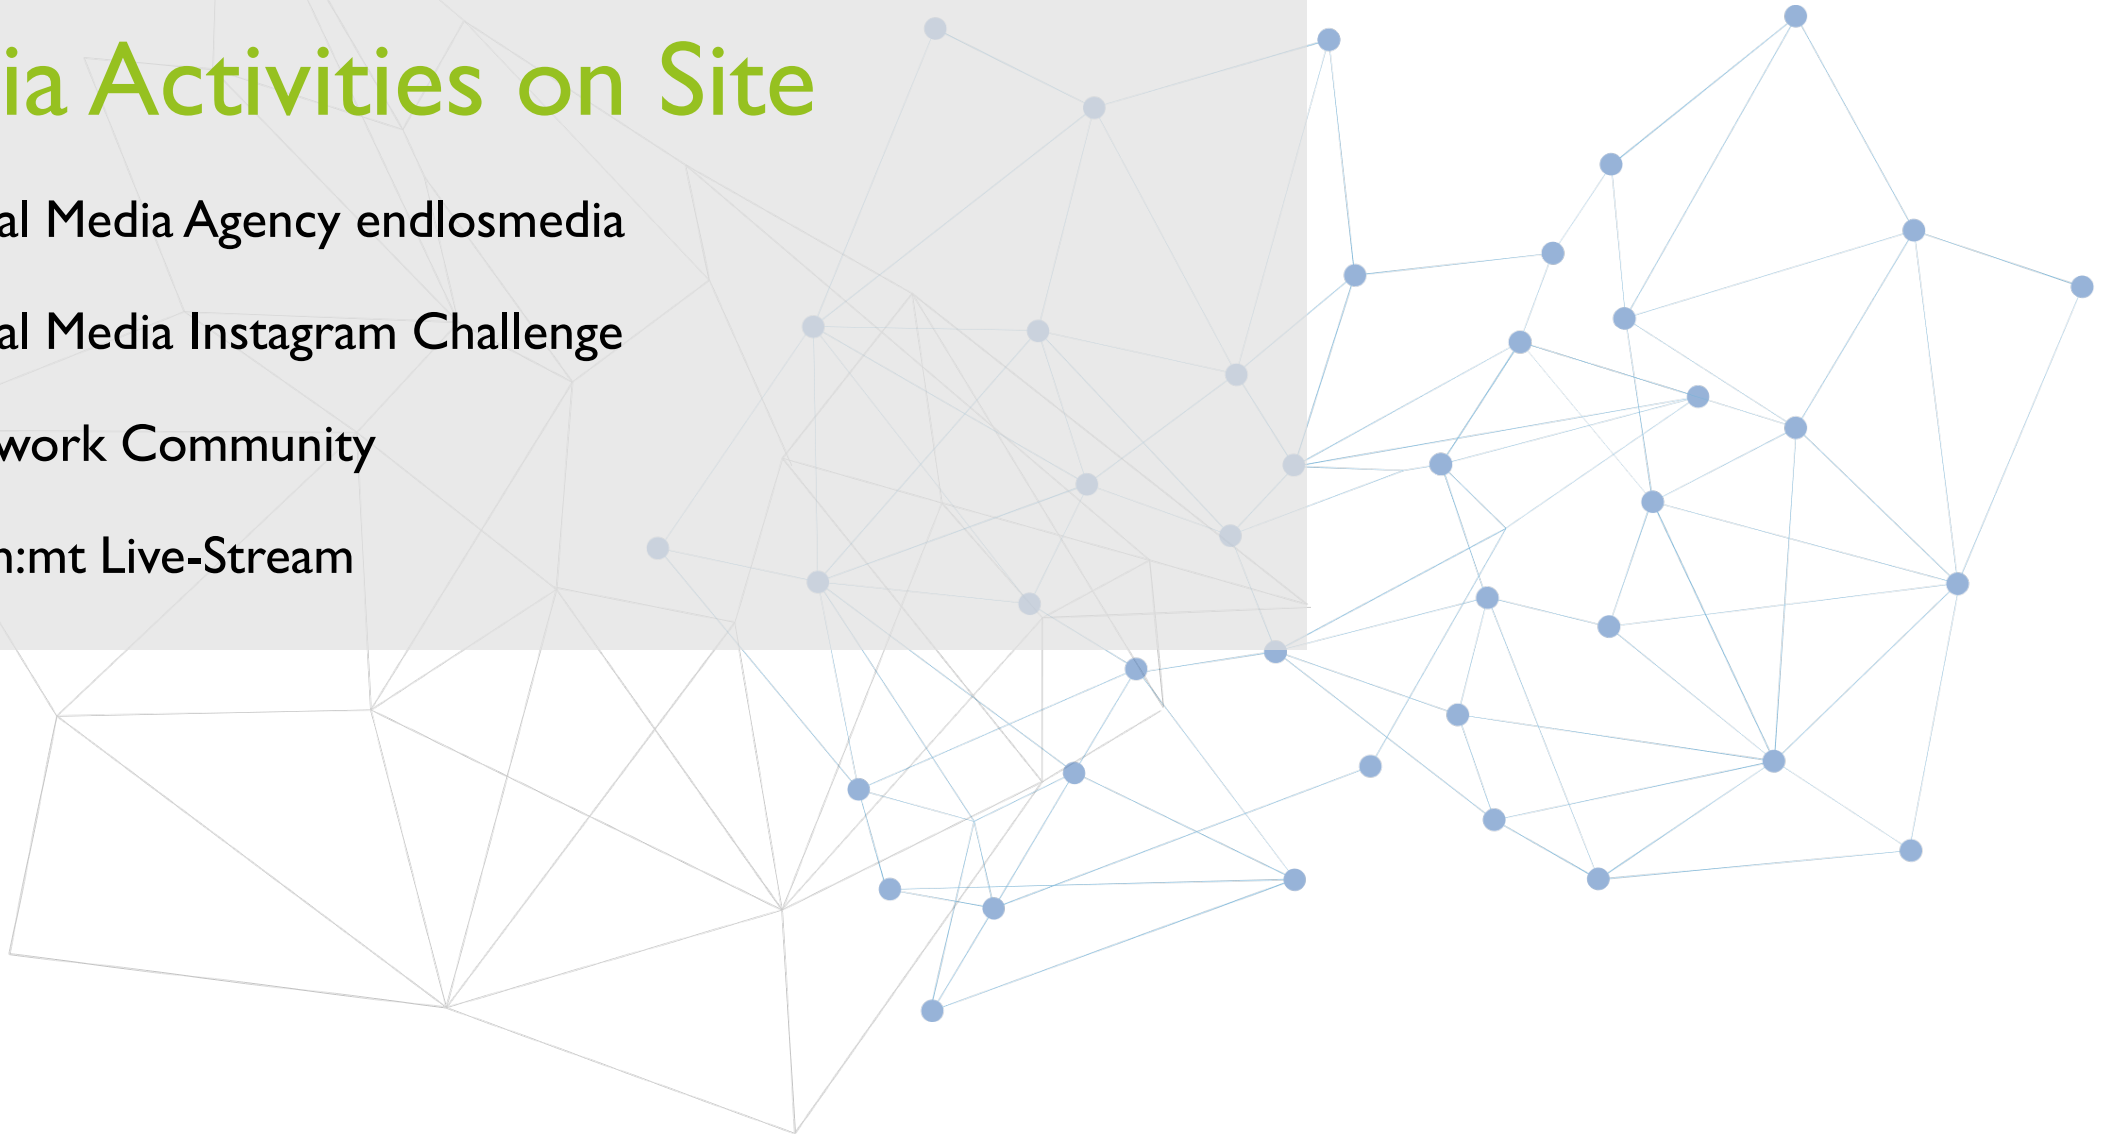 ia Activities on Site
al Media Agency endlosmedia
al Media Instagram Challenge
work Community
:mt Live-Stream